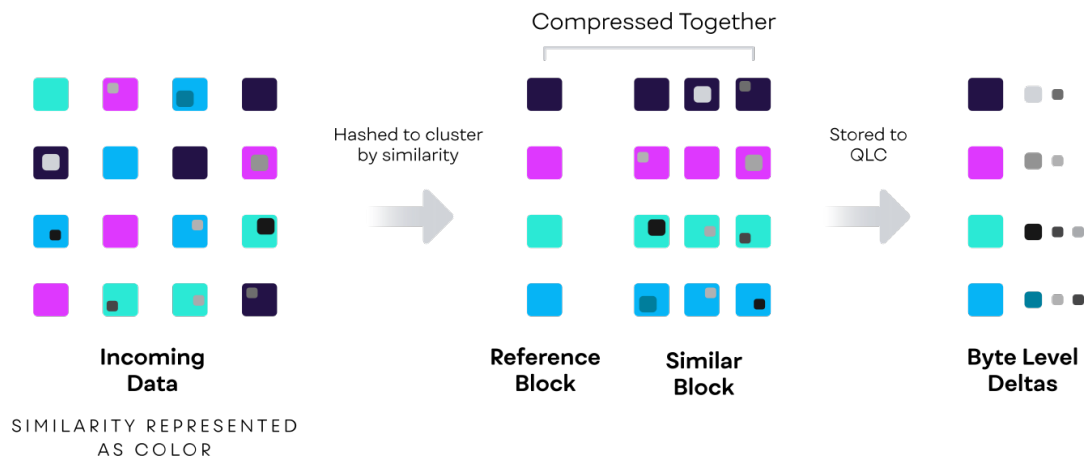 Compressed Together
Hashed to cluster
by similarity
Stored to
QLC
Incoming
Data
Reference
Block
Similar
Block
Byte Level
Deltas
SIMILARITY REPRESENTED
AS COLOR